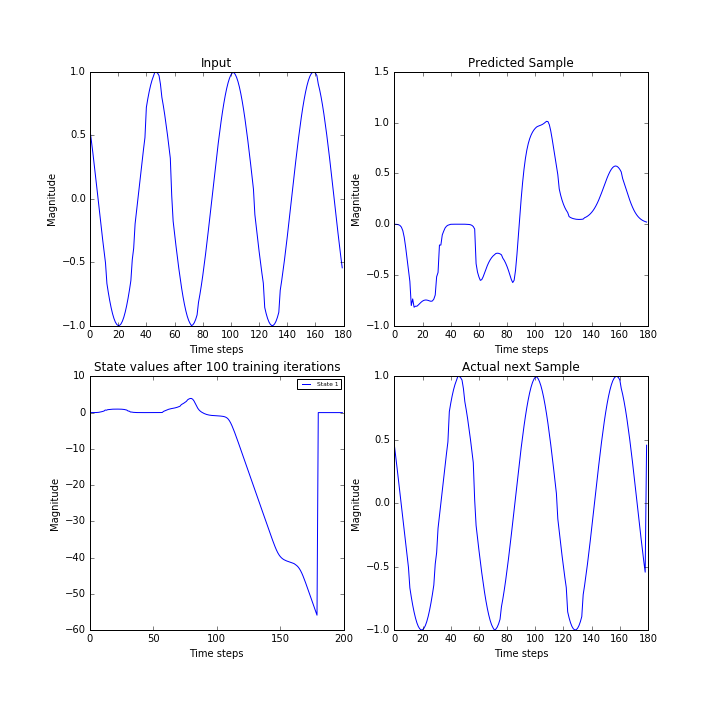 Input
Predicted Sample
1.0
0.5
0.0
−0.5
−1.0
Magnitude
0 20 40 60 80 100 120 140 160 180
Time steps
1.5
1.0
0.5
0.0
−0.5
−1.0
Magnitude
0 20 40 60 80 100 120 140 160 180
Time steps
State values after 100 training iterations
Actual next Sample
10
0
−10
−20
−30
−40
−50
−60
Magnitude
State 1
0 50 100 150 200
Time steps
1.0
0.5
0.0
−0.5
−1.0
Magnitude
0 20 40 60 80 100 120 140 160 180
Time steps